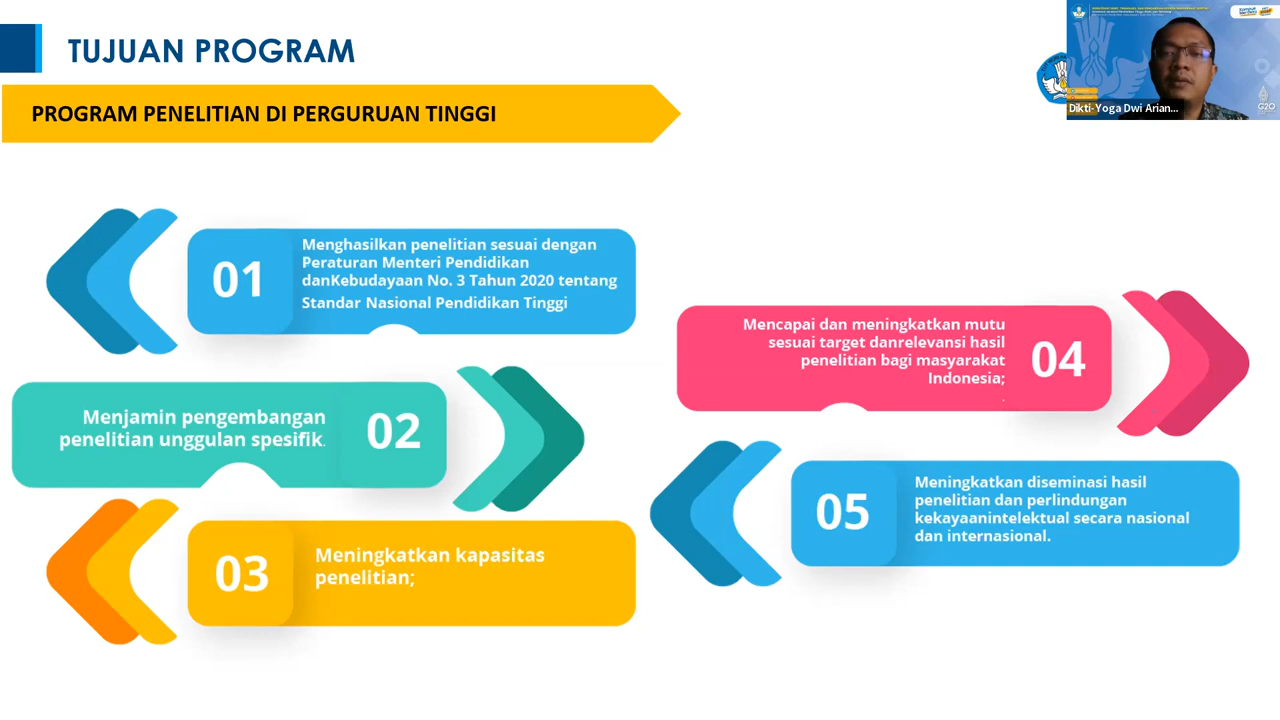 TUJUAN PROGRAM
PROGRAM PENELITIAN DI PERGURUAN TINGGI
01
Menghasilkan penelitian sesuai dengan
Peraturan Menteri Pendidikan
danKebudayaan No. 3 Tahun 2020 tentang
Standar Nasional Pendidikan Tinggi
Menjamin pengembangan
penelitian unggulan spesifik.
02
03
Meningkatkan kapasitas
penelitian;
Mencapai dan meningkatkan mutu
sesuai target danrelevansi hasil
penelitian bagi masyarakat
Indonesia;
.
04
05
Meningkatkan diseminasi hasil
penelitian dan perlindungan
kekayaanintelektual secara nasional
dan internasional.
Dikti-Yoga Dwi Arian...
G20